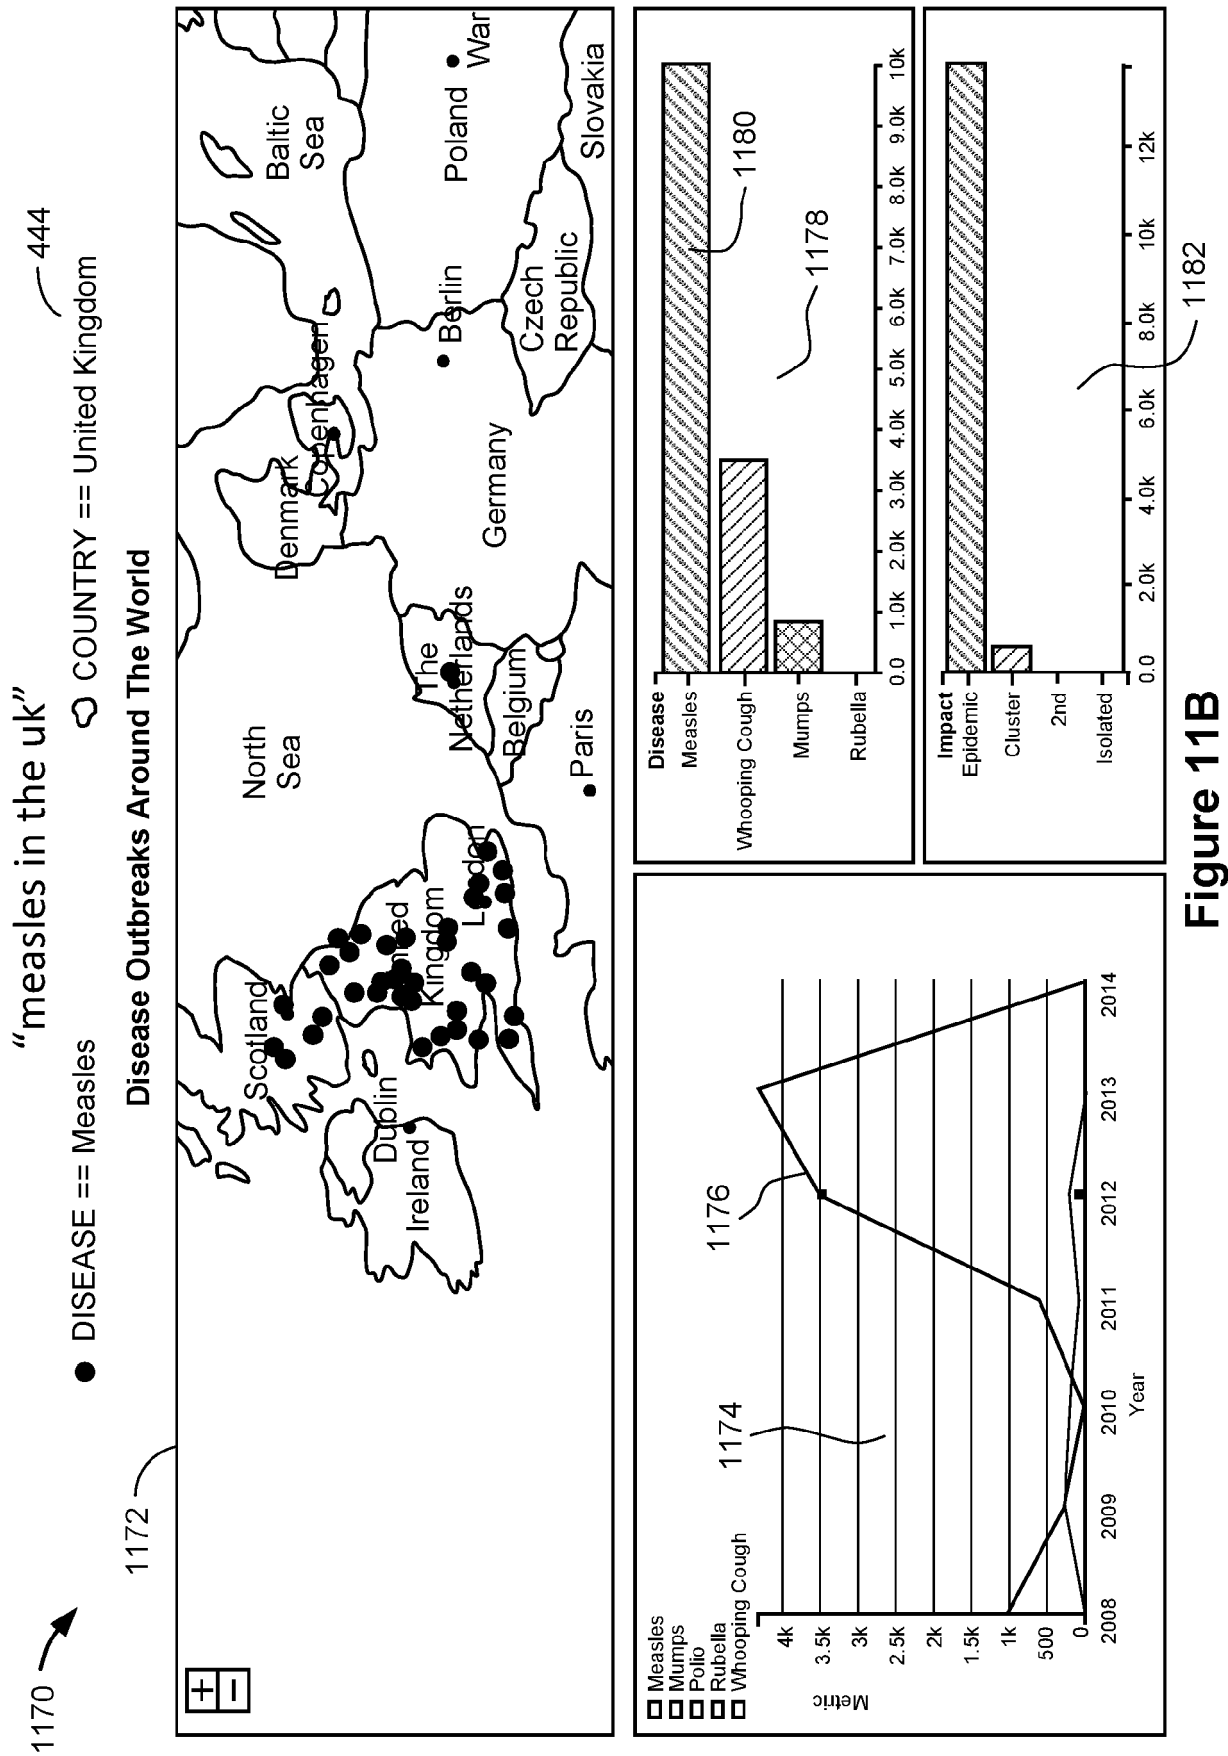 1170
“measles in the uk”
DISEASE == Measles
COUNTRY == United Kingdom
444
Disease Outbreaks Around The World
1172
+
−
Scotland
North
Sea
Denmark
Copenhagen
Baltic
Sea
Dublin
Ireland
United
Kingdom
London
The
Netherlands
Belgium
Paris
Germany
Berlin
Poland
War
Czech
Republic
Slovakia
Measles
Mumps
Polio
Rubella
Whooping Cough
1174
1176
Metric
4k
3.5k
3k
2.5k
2k
1.5k
1k
500
0
2008
2009
2010
2011
2012
2013
2014
Year
Disease
Measles
Whooping Cough
Mumps
Rubella
1180
1178
0.0
1.0k
2.0k
3.0k
4.0k
5.0k
6.0k
7.0k
8.0k
9.0k
10k
Impact
Epidemic
Cluster
2nd
Isolated
0.0
2.0k
4.0k
6.0k
8.0k
10k
12k
1182
Figure 11B